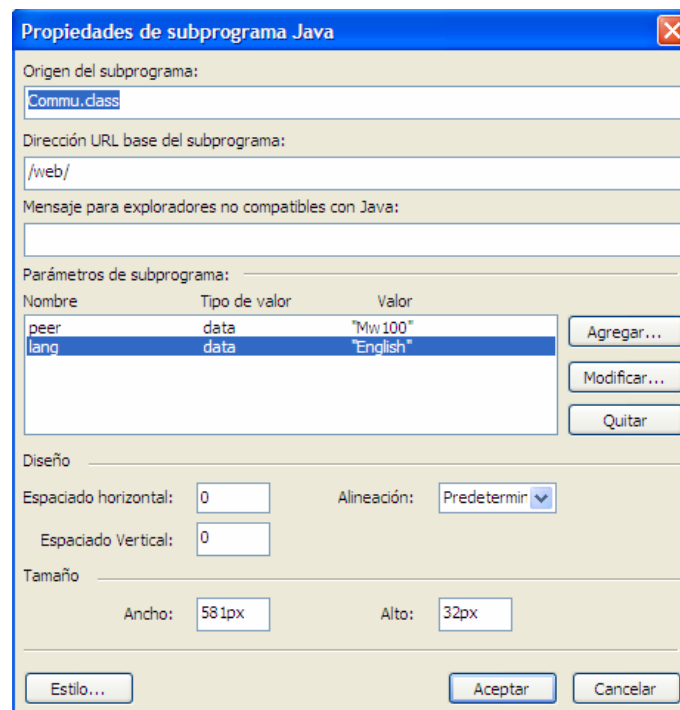 Propiedades de subprograma Java
Origen del subprograma:
Commu.class
Dirección URL base del subprograma:
/web/
Mensaje para exploradores no compatibles con Java:
Parámetros de subprograma:
Nombre Tipo de valor Valor
peer data "Mw100"
lang data "English"
Agregar...
Modificar...
Quitar
Diseño
Espaciado horizontal: 0 Alineación: Predetermin
Espaciado Vertical: 0
Tamaño
Ancho: 581px Alto: 32px
Estilo... Aceptar Cancelar